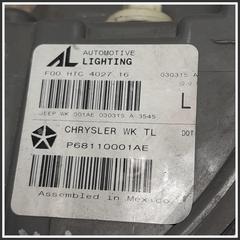 AL AUTOMOTIVE
LIGHTING
F00 HTC 4027 16 030315 A
L
JEEP WK 001AE 030315 A 3545
CHRYSLER WK TL DOT
P68110001AE
Assembled in Mexico